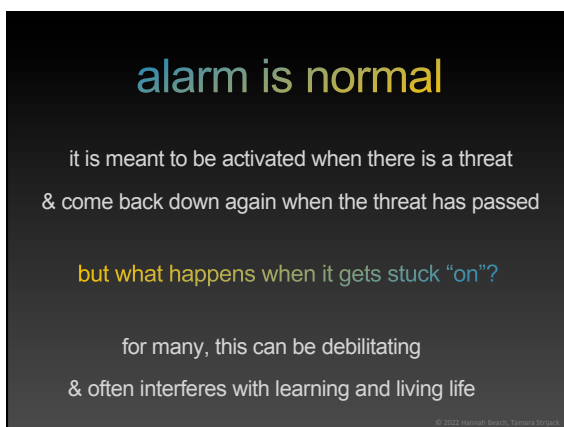 alarm is normal
it is meant to be activated when there is a threat
& come back down again when the threat has passed
but what happens when it gets stuck “on”?
for many, this can be debilitating
& often interferes with learning and living life
© 2022 Hannah Beach, Tamara Strijack